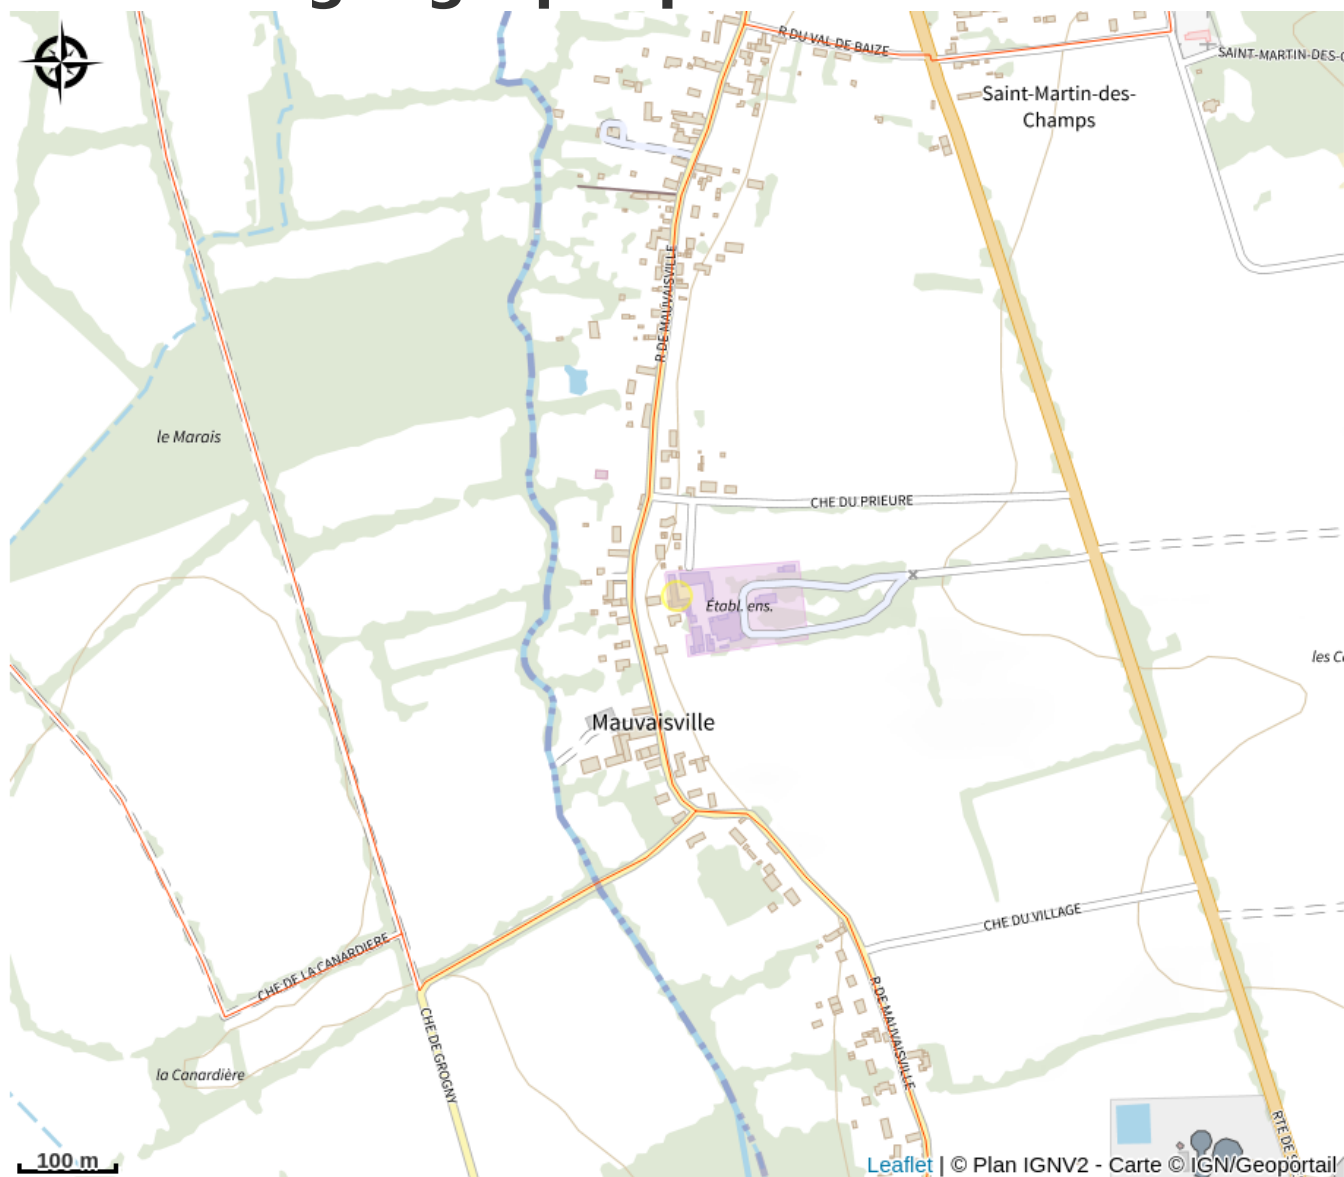 R DU VAL DE BAIZE
Saint-Martin-des-
Champs
SAINT-MARTIN-DES-
R DE MAUVAISVILLE
le Marais
CHE DU PRIEURE
Établ. ens.
les C
Mauvaisville
CHE DU VILLAGE
CHE DE LA CANARDIERE
R DE MAUVAISVILLE
CHE DE GROGNY
la Canardière
RTE DE S
100 m
Leaflet | © Plan IGNV2 - Carte © IGN/Geoportail